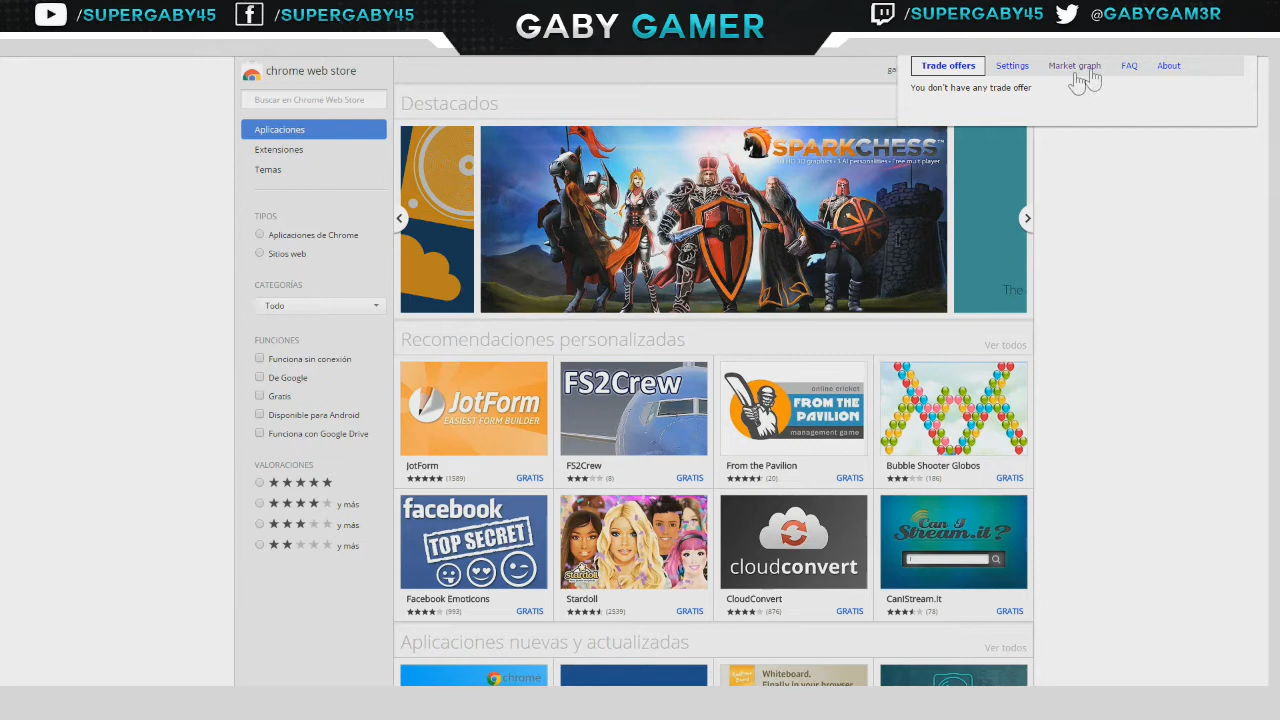 /SUPERGABY45
/SUPERGABY45
GABY GAMER
/SUPERGABY45
@GABYGAM3R
chrome web store
Trade offers
Settings
Market graph
FAQ
About
You don't have any trade offer
Buscar en Chrome Web Store
Aplicaciones
Extensiones
Temas
TIPOS
Aplicaciones de Chrome
Sitios web
CATEGORÍAS
Todo
FUNCIONES
Funciona sin conexión
De Google
Gratis
Disponible para Android
Funciona con Google Drive
VALORACIONES
y más
y más
y más
Destacados
SPARKCHESS™
The
Recomendaciones personalizadas
Ver todos
JotForm
EASIEST FORM BUILDER
JotForm
(1589)
GRATIS
FS2Crew
FS2Crew
(8)
GRATIS
online cricket
FROM THE
PAVILION
management game
From the Pavilion
(20)
GRATIS
Bubble Shooter Globos
(186)
GRATIS
facebook
TOP SECRET
Facebook Emoticons
(993)
GRATIS
Stardoll
Stardoll
(2539)
GRATIS
cloudconvert
CloudConvert
(876)
GRATIS
Can I
Stream.it?
CanIStream.It
(78)
GRATIS
Aplicaciones nuevas y actualizadas
Ver todos
chrome
Whiteboard.
Finally in your browser